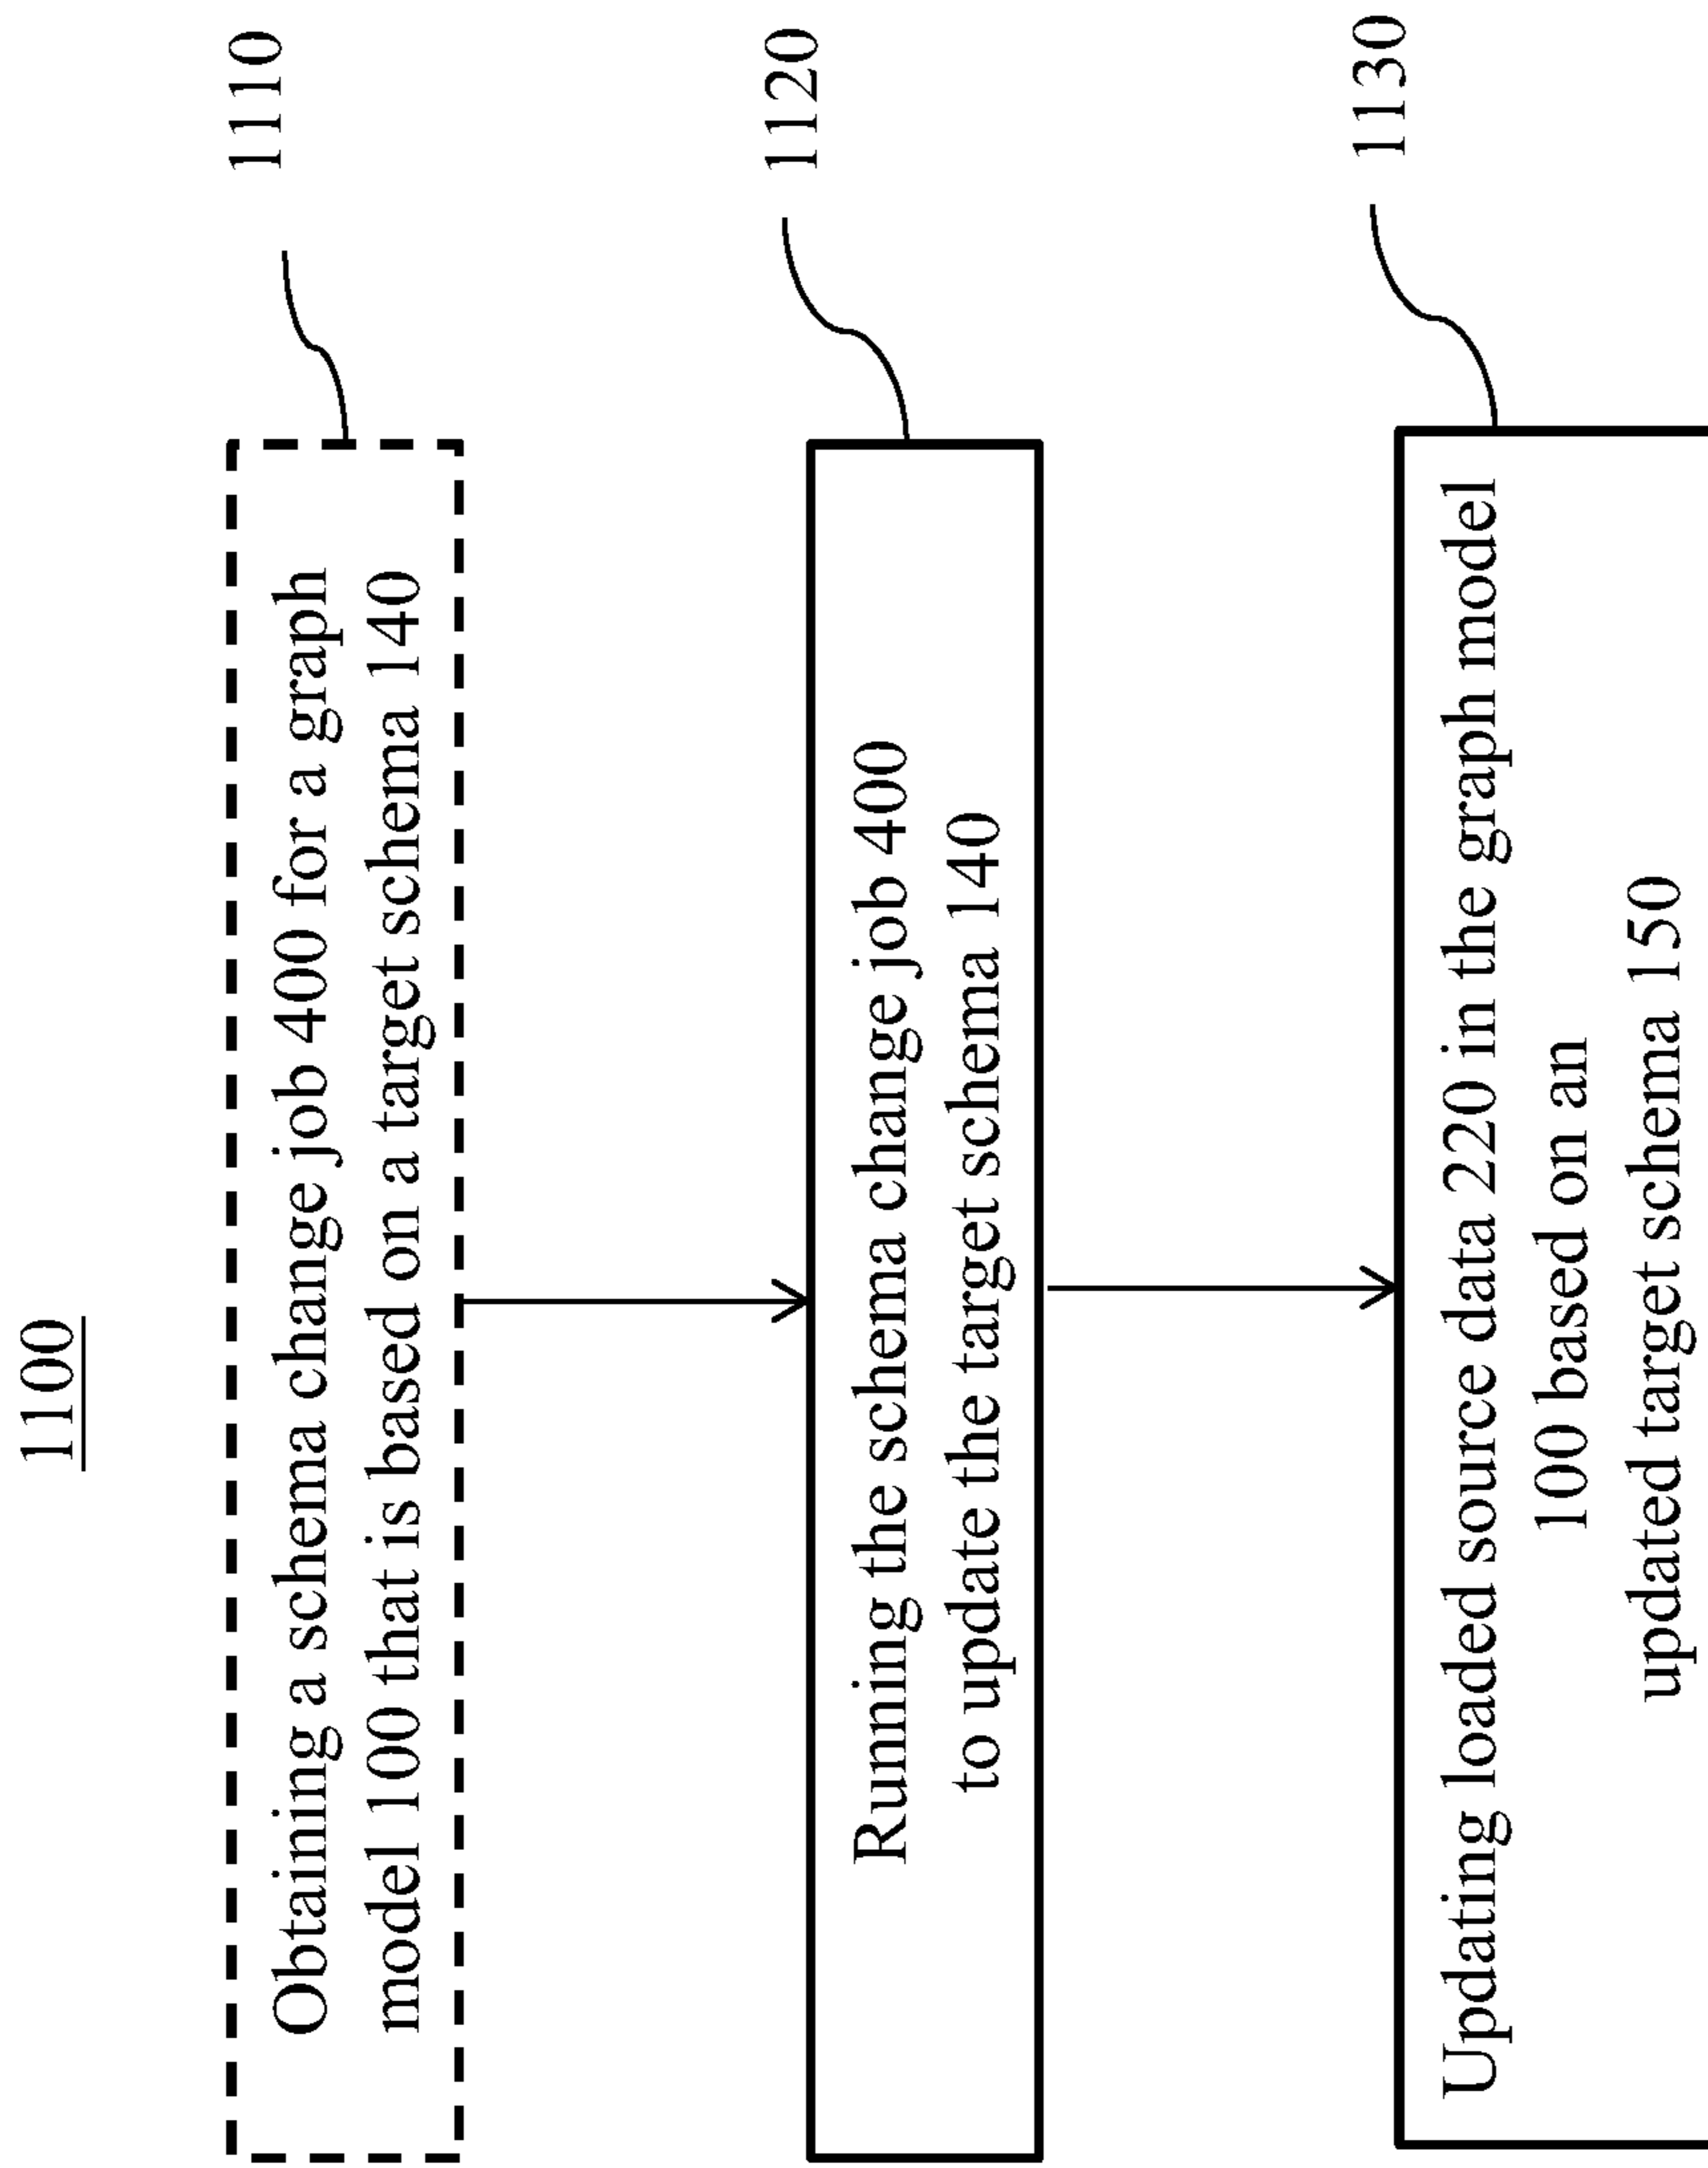 1100
Obtaining a schema change job 400 for a graph
model 100 that is based on a target schema 140
1110
Running the schema change job 400
to update the target schema 140
1120
Updating loaded source data 220 in the graph model
100 based on an
updated target schema 150
1130